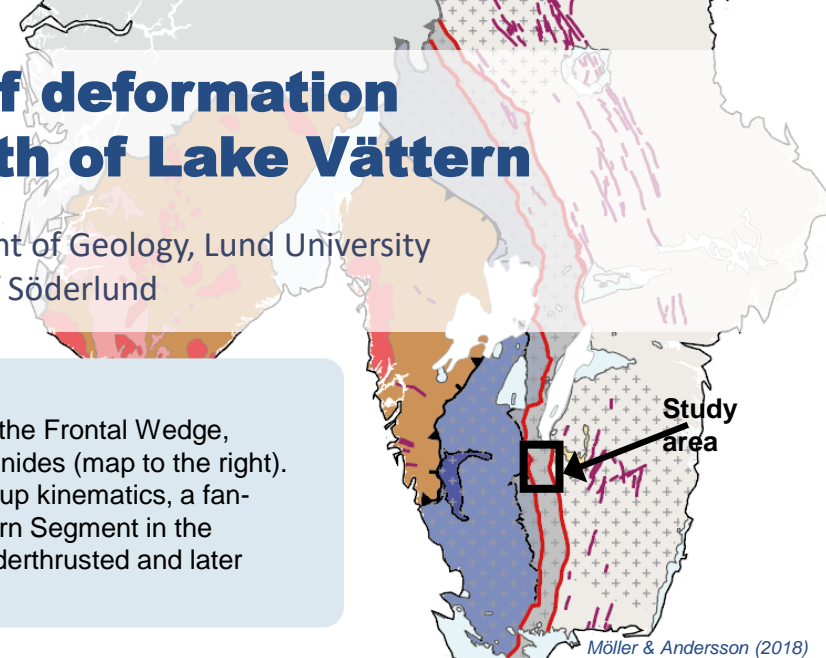 f deformation
th of Lake Vättern
nt of Geology, Lund University
Söderlund
the Frontal Wedge,
nides (map to the right).
up kinematics, a fan-
rn Segment in the
derthrusted and later
Study
area
Möller & Andersson (2018)